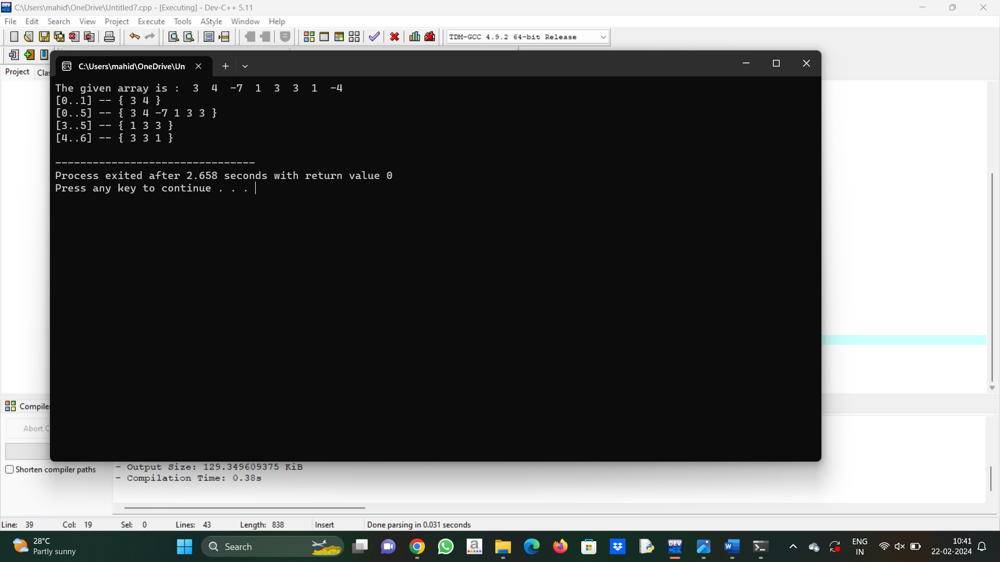 C:\Users\mahid\OneDrive\Untitled7.cpp - [Executing] - Dev-C++ 5.11
File Edit Search View Project Execute Tools AStyle Window Help
TDM-GCC 4.9.2 64-bit Release
Project Clas
C:\Users\mahid\OneDrive\Un
The given array is :  3  4  -7  1  3  3  1  -4
[0..1] -- { 3 4 }
[0..5] -- { 3 4 -7 1 3 3 }
[3..5] -- { 1 3 3 }
[4..6] -- { 3 3 1 }
--------------------------------
Process exited after 2.658 seconds with return value 0
Press any key to continue . . .
Compiler
Abort C
Shorten compiler paths
- Output Size: 129.349609375 KiB
- Compilation Time: 0.38s
Line: 39 Col: 19 Sel: 0 Lines: 43 Length: 838 Insert Done parsing in 0.031 seconds
28°C
Partly sunny
Search
a
DEV
W
ENG
IN
10:41
22-02-2024